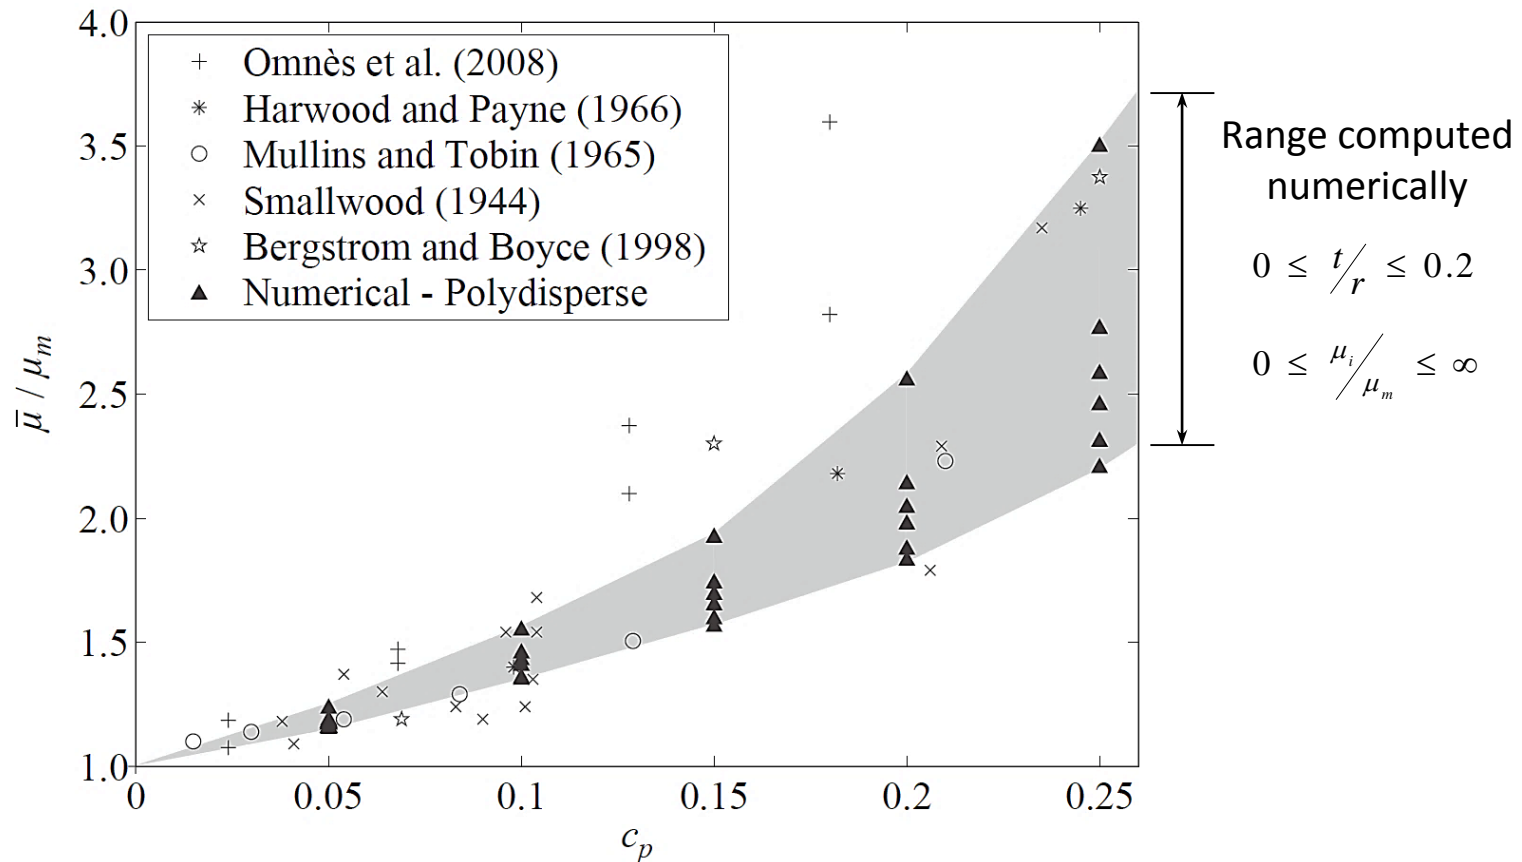 4.0
3.5
3.0
2.5
2.0
1.5
1.0
μ̅ / μₘ
Omnès et al. (2008)
Harwood and Payne (1966)
Mullins and Tobin (1965)
Smallwood (1944)
Bergstrom and Boyce (1998)
Numerical - Polydisperse
0 0.05 0.1 0.15 0.2 0.25
cₚ
Range computed
numerically
0 ≤ t/r ≤ 0.2
0 ≤ μᵢ/μₘ ≤ ∞